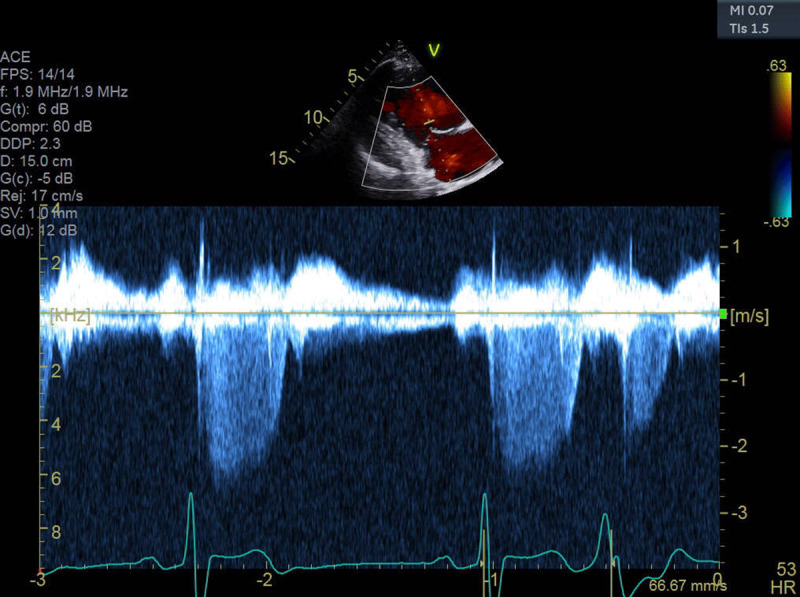 MI 0.07
TIs 1.5
V
ACE
FPS: 14/14
f: 1.9 MHz/1.9 MHz
G(t): 6 dB
Compr: 60 dB
DDP: 2.3
D: 15.0 cm
G(c): -5 dB
Rej: 17 cm/s
SV: 1.0 mm
G(d): 12 dB
5
10
15
.63
-.63
4
2
[kHz]
2
4
6
8
1
[m/s]
-1
-2
-3
-3
-2
-1
0
66.67 mm/s
53
HR